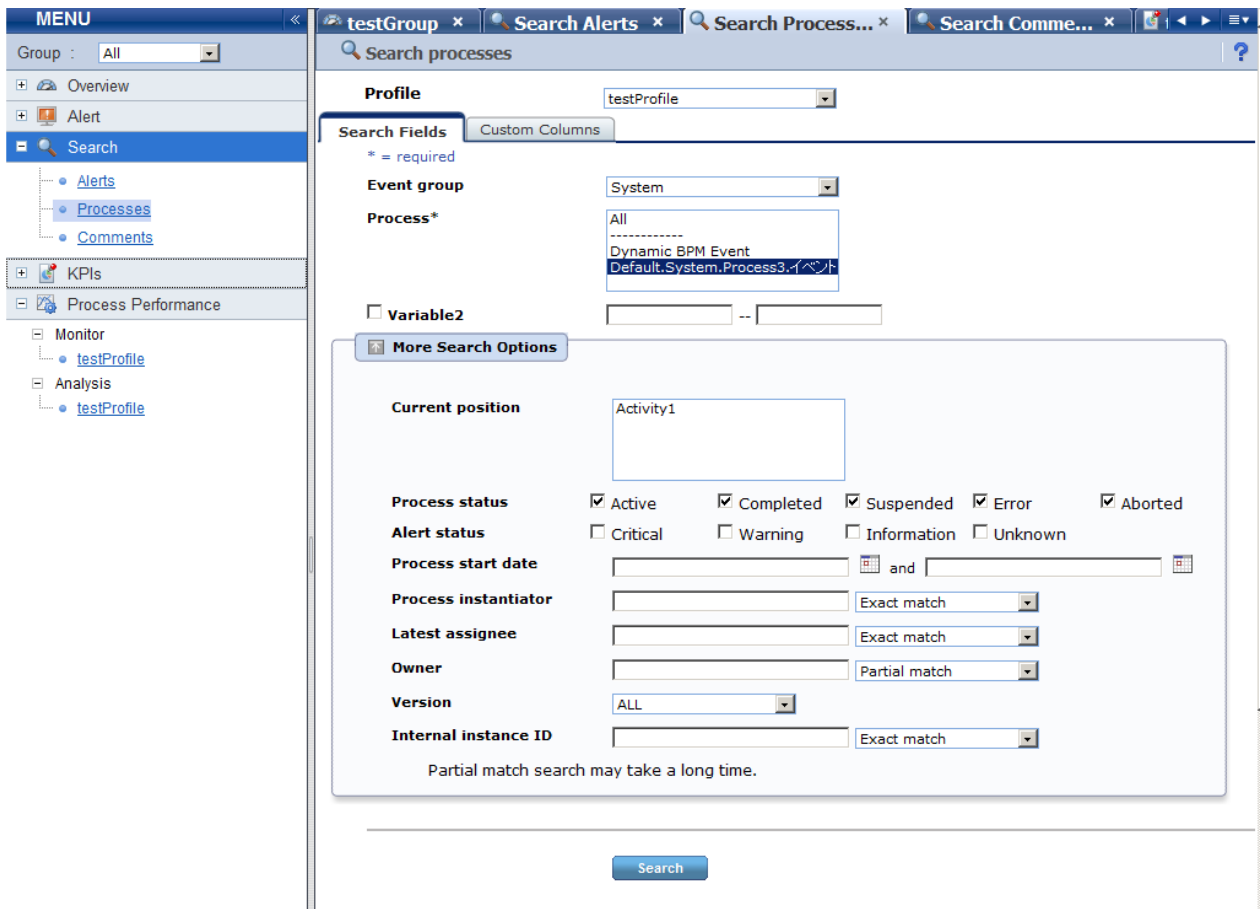 MENU
Group : All
Overview
Alert
Search
Alerts
Processes
Comments
KPIs
Process Performance
Monitor
testProfile
Analysis
testProfile
testGroup × Search Alerts × Search Process... × Search Comme... ×
Search processes
Profile testProfile
Search Fields Custom Columns
* = required
Event group System
Process* All
------------
Dynamic BPM Event
Default.System.Process3.イベント
Variable2 --
More Search Options
Current position Activity1
Process status Active Completed Suspended Error Aborted
Alert status Critical Warning Information Unknown
Process start date and
Process instantiator Exact match
Latest assignee Exact match
Owner Partial match
Version ALL
Internal instance ID Exact match
Partial match search may take a long time.
Search